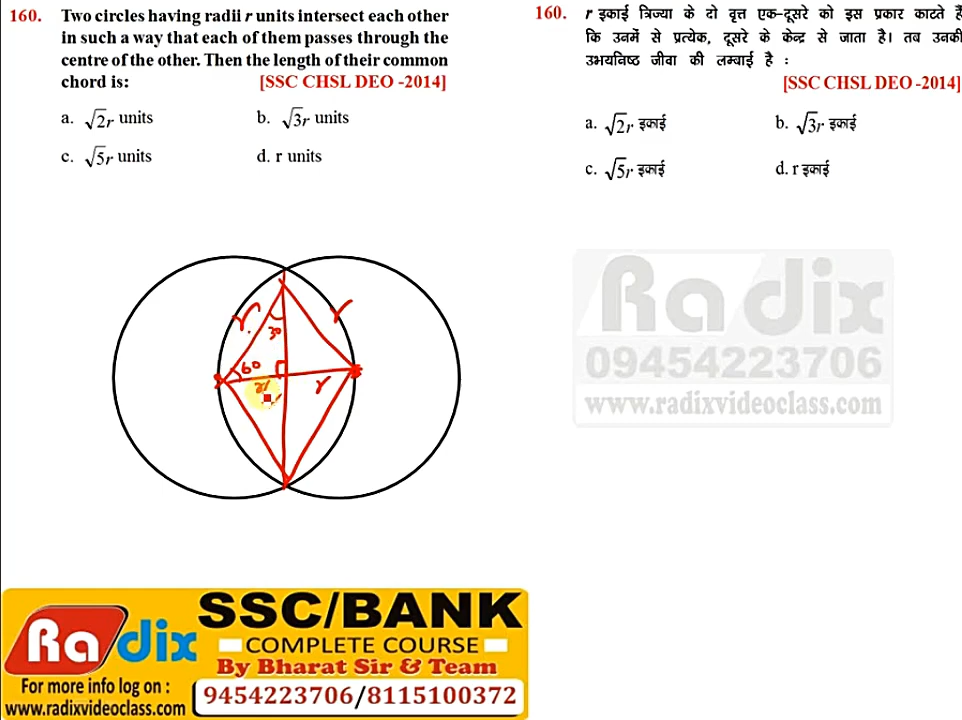 160. Two circles having radii r units intersect each other
in such a way that each of them passes through the
centre of the other. Then the length of their common
chord is: [SSC CHSL DEO -2014]
a. √2r units b. √3r units
c. √5r units d. r units
160. r इकाई त्रिज्या के दो वृत्त एक-दूसरे को इस प्रकार काटते हैं
कि उनमें से प्रत्येक, दूसरे के केन्द्र से जाता है। तब उनकी
उभयनिष्ठ जीवा की लम्बाई है :
[SSC CHSL DEO -2014]
a. √2r इकाई b. √3r इकाई
c. √5r इकाई d. r इकाई
r r
30
60
r
Radix
09454223706
www.radixvideoclass.com
Radix
For more info log on :
www.radixvideoclass.com
SSC/BANK
COMPLETE COURSE
By Bharat Sir & Team
9454223706/8115100372